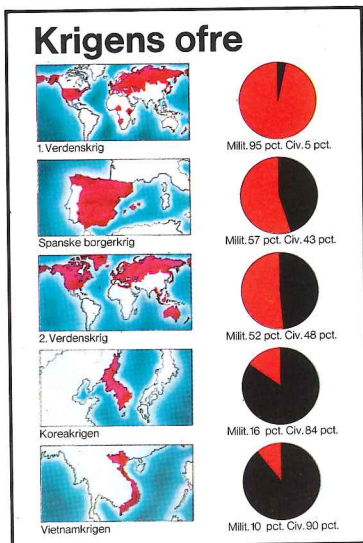 Krigens ofre
1. Verdenskrig
Milit. 95 pct. Civ. 5 pct.
Spanske borgerkrig
Milit. 57 pct. Civ. 43 pct.
2. Verdenskrig
Milit. 52 pct. Civ. 48 pct.
Koreakrigen
Milit. 16 pct. Civ. 84 pct.
Vietnamkrigen
Milit. 10 pct. Civ. 90 pct.